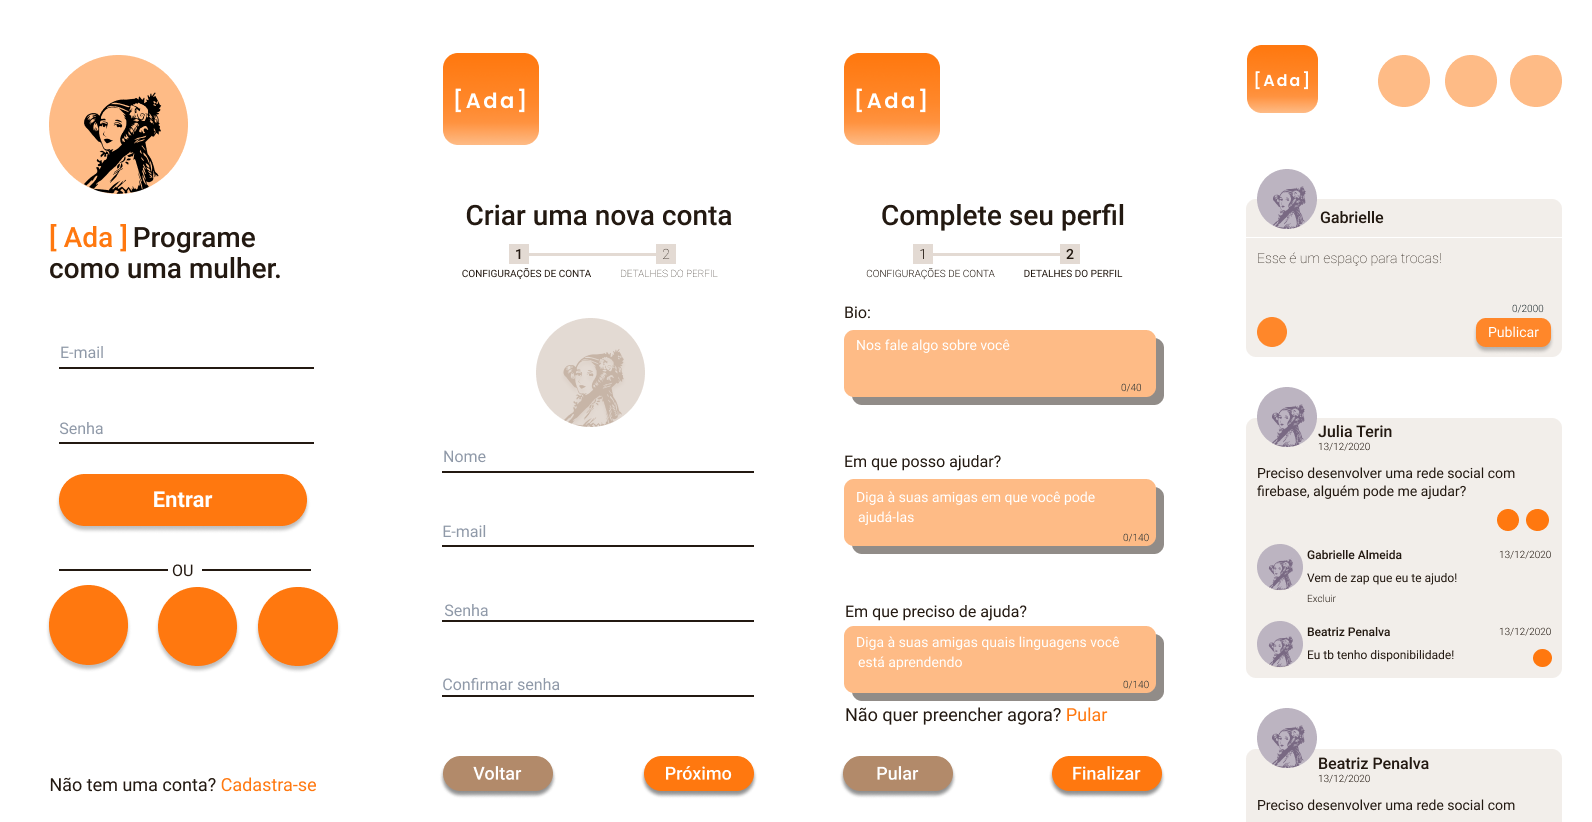 [ Ada ] Programe
como uma mulher.
E-mail
Senha
Entrar
OU
Não tem uma conta? Cadastra-se
[Ada]
Criar uma nova conta
1
2
CONFIGURAÇÕES DE CONTA
DETALHES DO PERFIL
Nome
E-mail
Senha
Confirmar senha
Voltar
Próximo
[Ada]
Complete seu perfil
1
2
CONFIGURAÇÕES DE CONTA
DETALHES DO PERFIL
Bio:
Nos fale algo sobre você
0/40
Em que posso ajudar?
Diga à suas amigas em que você pode
ajudá-las
0/140
Em que preciso de ajuda?
Diga à suas amigas quais linguagens você
está aprendendo
0/140
Não quer preencher agora? Pular
Pular
Finalizar
[Ada]
Gabrielle
Esse é um espaço para trocas!
0/2000
Publicar
Julia Terin
13/12/2020
Preciso desenvolver uma rede social com
firebase, alguém pode me ajudar?
Gabrielle Almeida
13/12/2020
Vem de zap que eu te ajudo!
Excluir
Beatriz Penalva
13/12/2020
Eu tb tenho disponibilidade!
Beatriz Penalva
13/12/2020
Preciso desenvolver uma rede social com